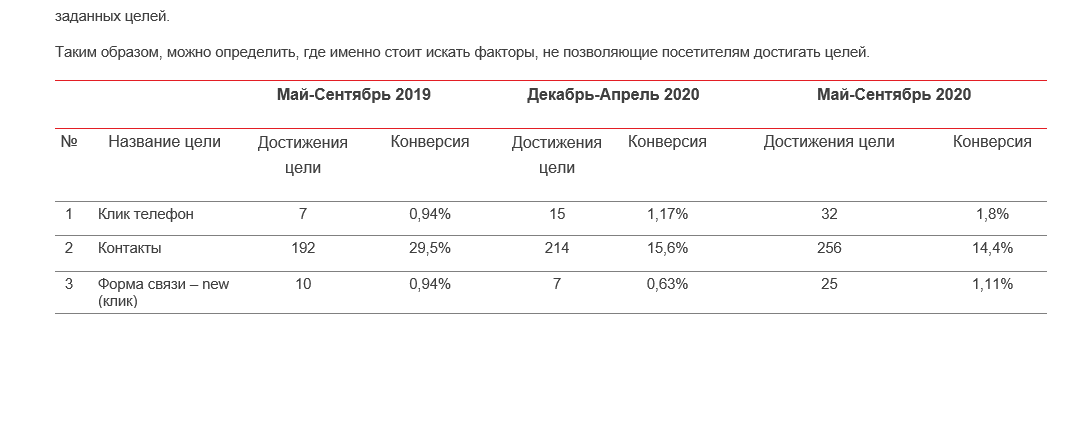 заданных целей.
Таким образом, можно определить, где именно стоит искать факторы, не позволяющие посетителям достигать целей.
Май-Сентябрь 2019 Декабрь-Апрель 2020 Май-Сентябрь 2020
№ Название цели Достижения цели Конверсия Достижения цели Конверсия Достижения цели Конверсия
1 Клик телефон 7 0,94% 15 1,17% 32 1,8%
2 Контакты 192 29,5% 214 15,6% 256 14,4%
3 Форма связи – new (клик) 10 0,94% 7 0,63% 25 1,11%